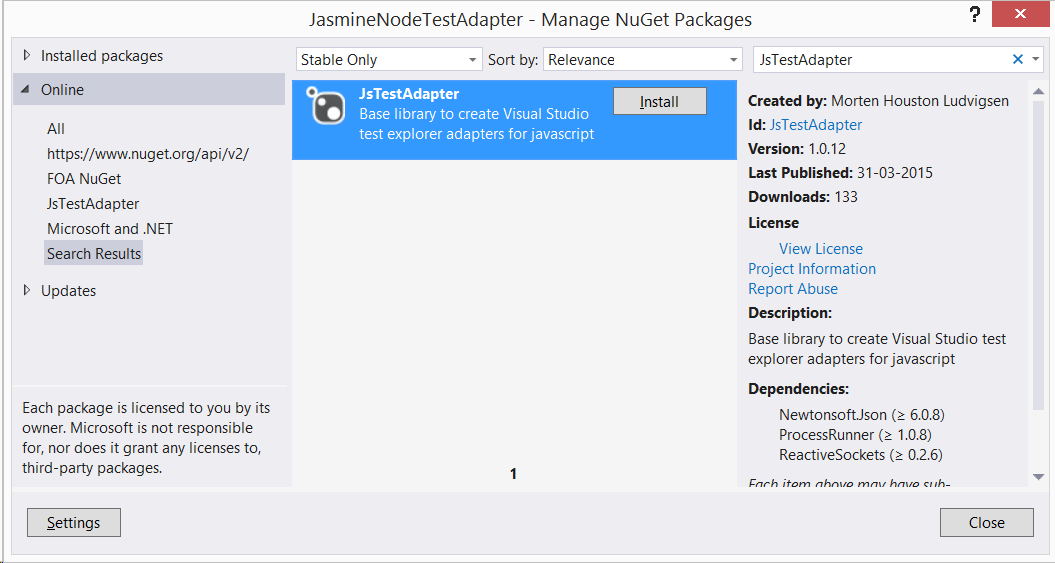 JasmineNodeTestAdapter - Manage NuGet Packages
?
Installed packages
Online
All
https://www.nuget.org/api/v2/
FOA NuGet
JsTestAdapter
Microsoft and .NET
Search Results
Updates
Each package is licensed to you by its
owner. Microsoft is not responsible
for, nor does it grant any licenses to,
third-party packages.
Stable Only
Sort by:
Relevance
JsTestAdapter
JsTestAdapter
Install
Base library to create Visual Studio
test explorer adapters for javascript
1
Created by: Morten Houston Ludvigsen
Id: JsTestAdapter
Version: 1.0.12
Last Published: 31-03-2015
Downloads: 133
License
View License
Project Information
Report Abuse
Description:
Base library to create Visual Studio test
explorer adapters for javascript
Dependencies:
NewtonsoftJson (≥ 6.0.8)
ProcessRunner (≥ 1.0.8)
ReactiveSockets (≥ 0.2.6)
Each item above may have sub-
Settings
Close